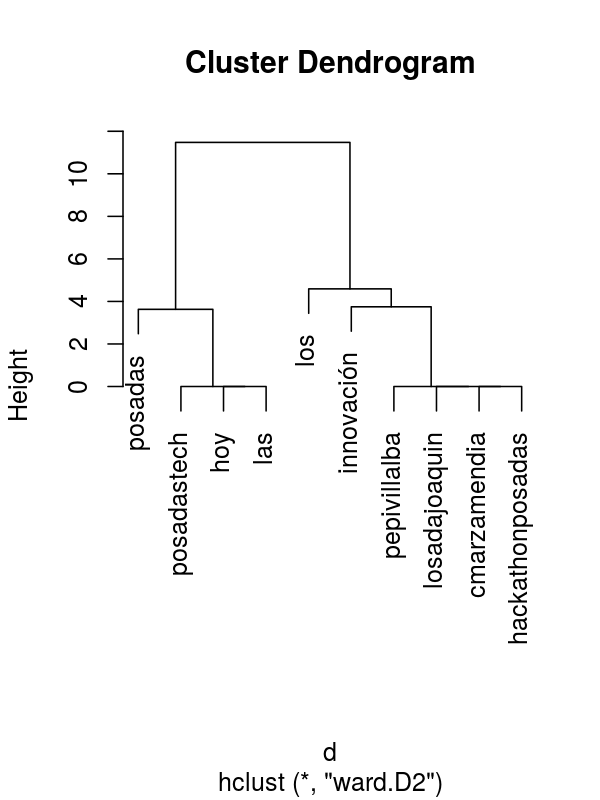 Cluster Dendrogram
Height
10
8
6
4
2
0
posadas
posadastech
hoy
las
los
innovación
pepivillalba
losadajoaquin
cmarzamendia
hackathonposadas
d
hclust (*, "ward.D2")